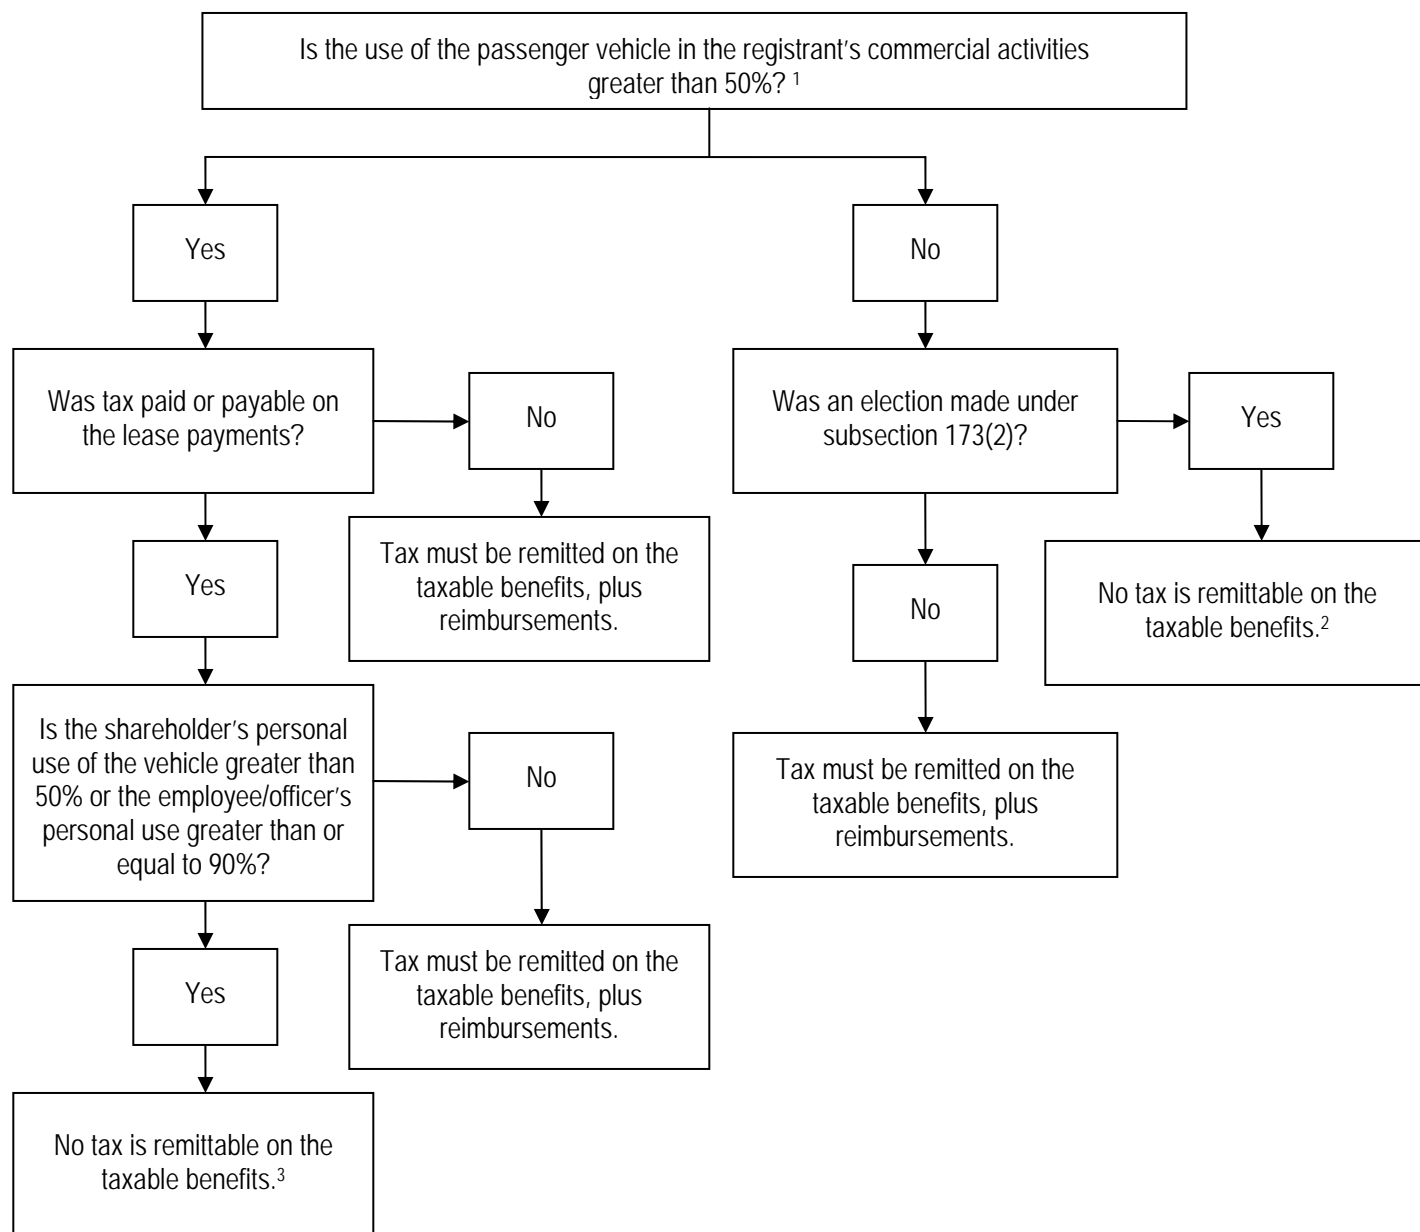 Is the use of the passenger vehicle in the registrant's commercial activities
greater than 50%? 1
Yes
No
Was tax paid or payable on
the lease payments?
No
Was an election made under
subsection 173(2)?
Yes
Yes
Tax must be remitted on the
taxable benefits, plus
reimbursements.
No
No tax is remittable on the
taxable benefits.2
Is the shareholder's personal
use of the vehicle greater than
50% or the employee/officer's
personal use greater than or
equal to 90%?
No
Tax must be remitted on the
taxable benefits, plus
reimbursements.
Yes
Tax must be remitted on the
taxable benefits, plus
reimbursements.
No tax is remittable on the
taxable benefits.3